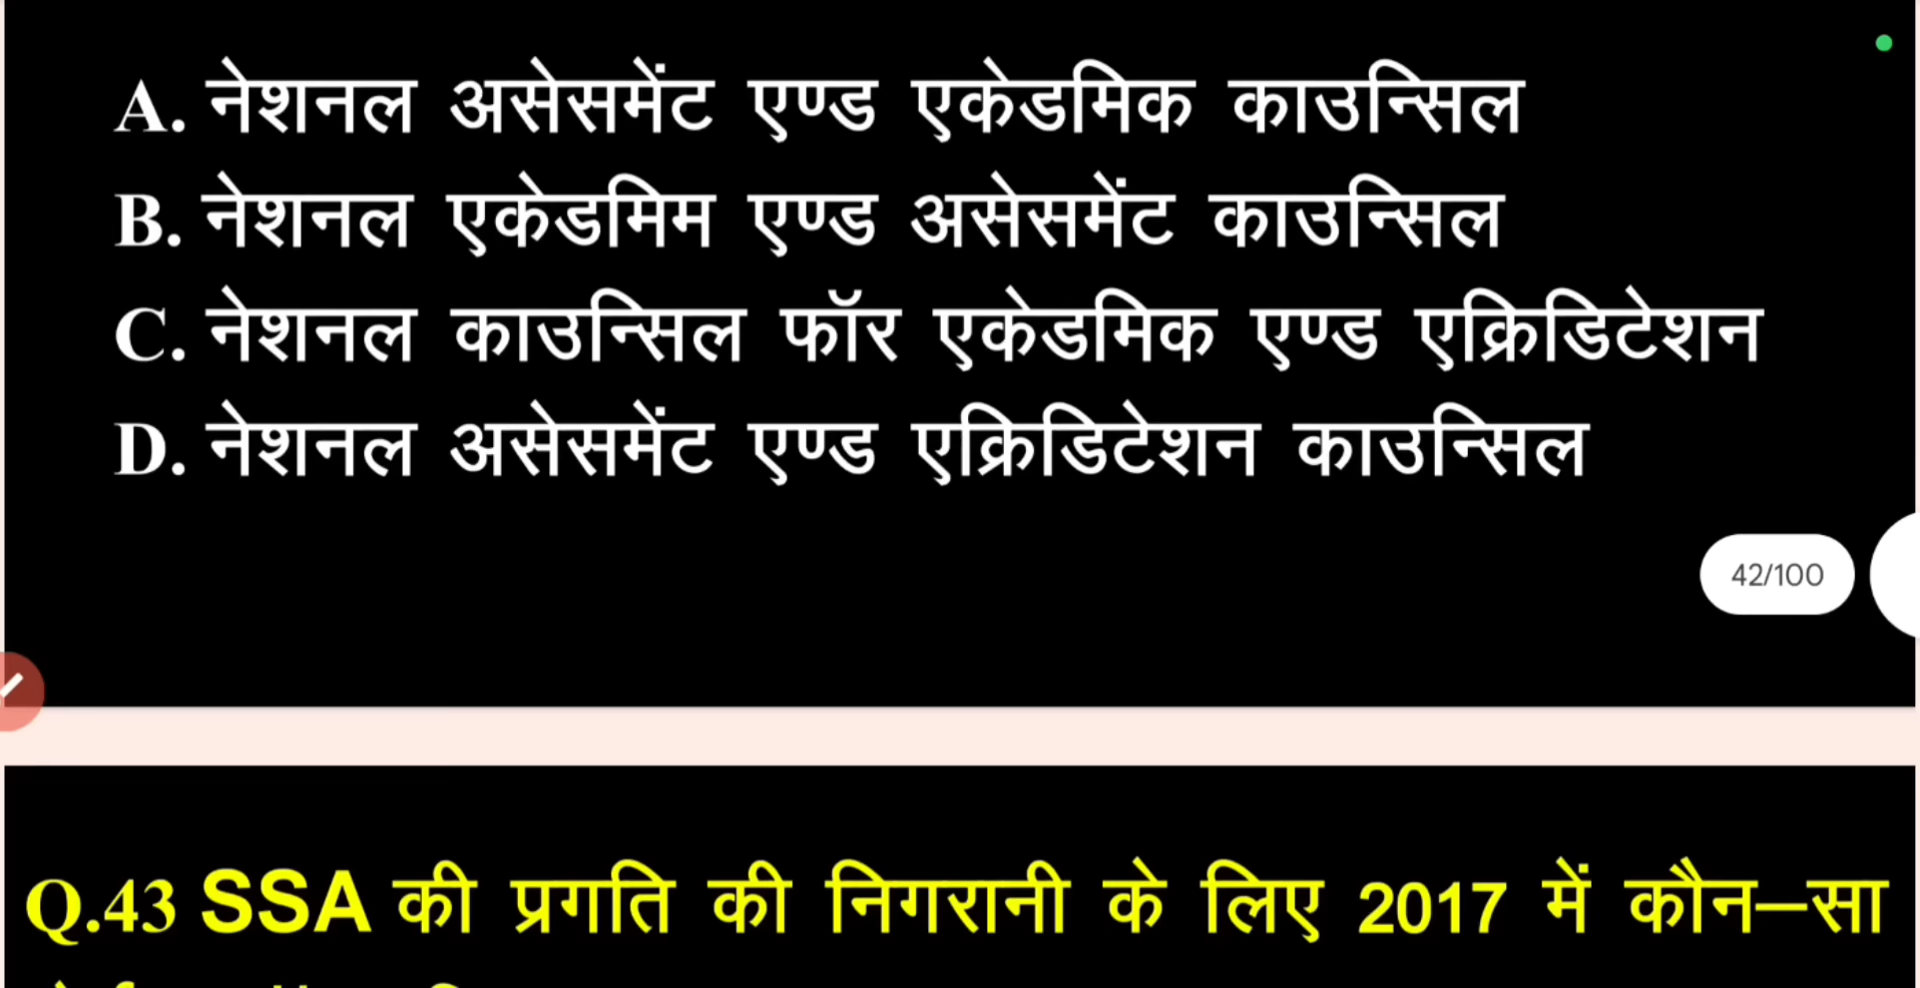 A. नेशनल असेसमेंट एण्ड एकेडमिक काउन्सिल
B. नेशनल एकेडमिम एण्ड असेसमेंट काउन्सिल
C. नेशनल काउन्सिल फॉर एकेडमिक एण्ड एक्रिडिटेशन
D. नेशनल असेसमेंट एण्ड एक्रिडिटेशन काउन्सिल
42/100
Q.43 SSA की प्रगति की निगरानी के लिए 2017 में कौन–सा